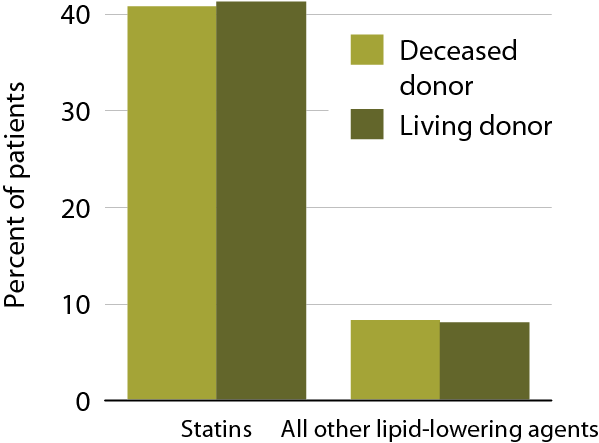 Percent of patients
40
30
20
10
0
Deceased
donor
Living donor
Statins
All other lipid-lowering agents